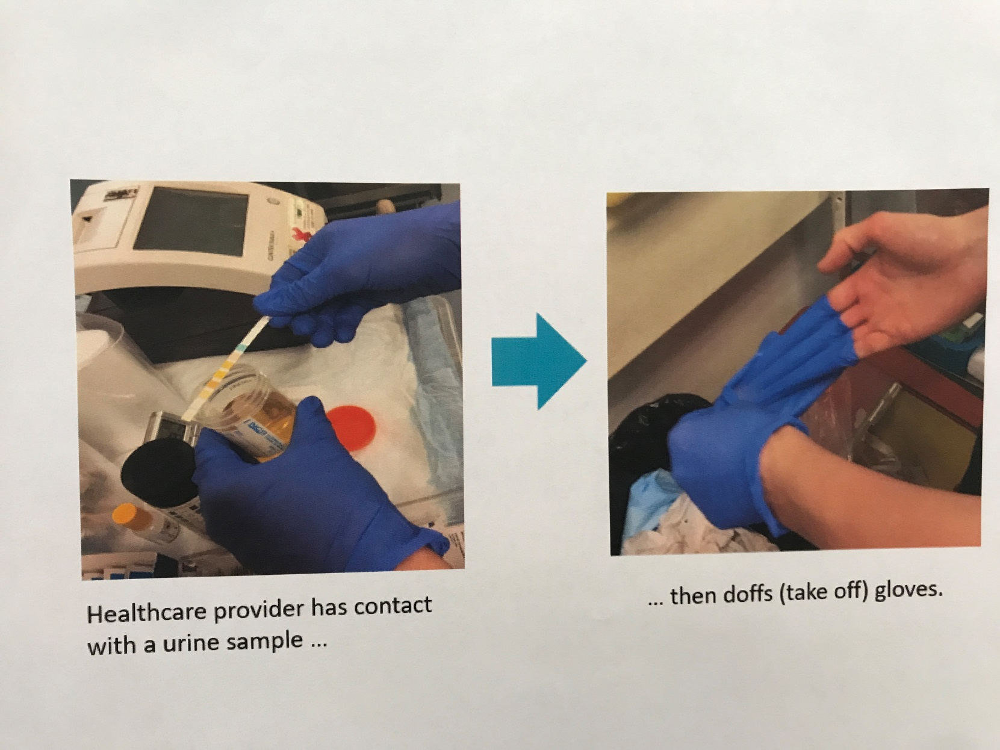 Healthcare provider has contact
with a urine sample ...
... then doffs (take off) gloves.